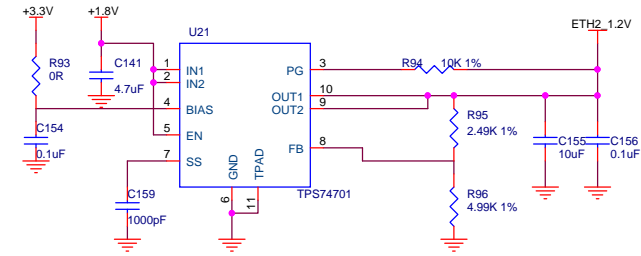 +3.3V
+1.8V
ETH2_1.2V
U21
R93
0R
C141
4.7uF
1
IN1
2
IN2
PG
3
R94
10K 1%
OUT1
10
OUT2
9
4
BIAS
R95
2.49K 1%
C154
0.1uF
5
EN
C155
10uF
C156
0.1uF
7
SS
FB
8
GND
TPAD
C159
1000pF
6
11
TPS74701
R96
4.99K 1%